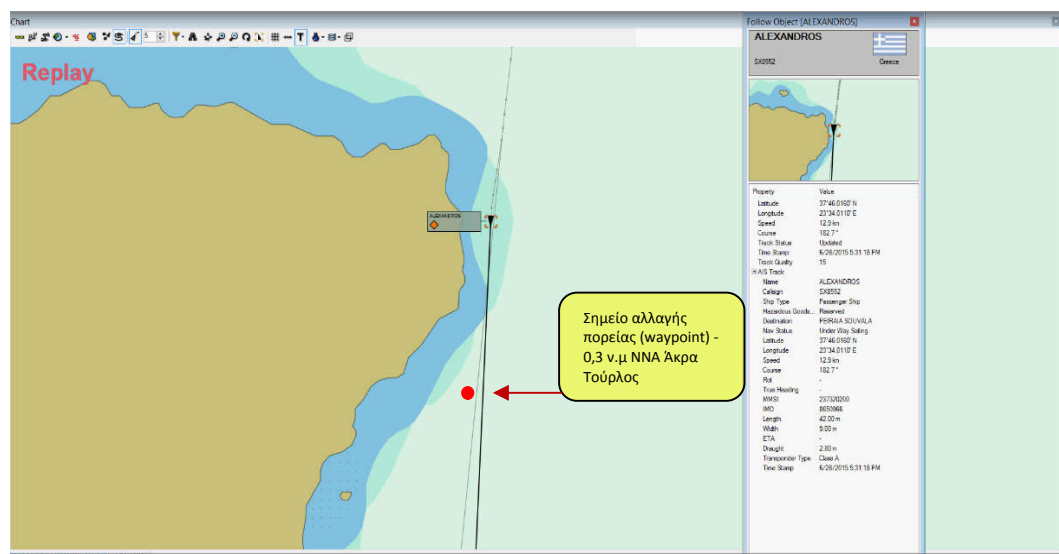 Chart
Follow Object [ALEXANDROS]
5
T
Replay
ALEXANDROS
SX8552
Greece
ALEXANDROS
Σημείο αλλαγής
πορείας (waypoint) -
0,3 ν.μ ΝΝΑ Άκρα
Τούρλος
Property Value
Latitude 37°46.0160' N
Longitude 23°34.0110' E
Speed 12.9 kn
Course 182.7 °
Track Status Updated
Time Stamp 6/28/2015 5:31:18 PM
Track Quality 15
AIS Track
Name ALEXANDROS
Callsign SX8552
Ship Type Passenger Ship
Hazardous Goods... Reserved
Destination PEIRAIA SOUVALA
Nav Status Under Way Sailing
Latitude 37°46.0160' N
Longitude 23°34.0110' E
Speed 12.9 kn
Course 182.7 °
Rot -
True Heading -
MMSI 237320200
IMO 8650966
Length 42.00 m
Width 9.00 m
ETA -
Draught 2.80 m
Transponder Type Class A
Time Stamp 6/28/2015 5:31:18 PM